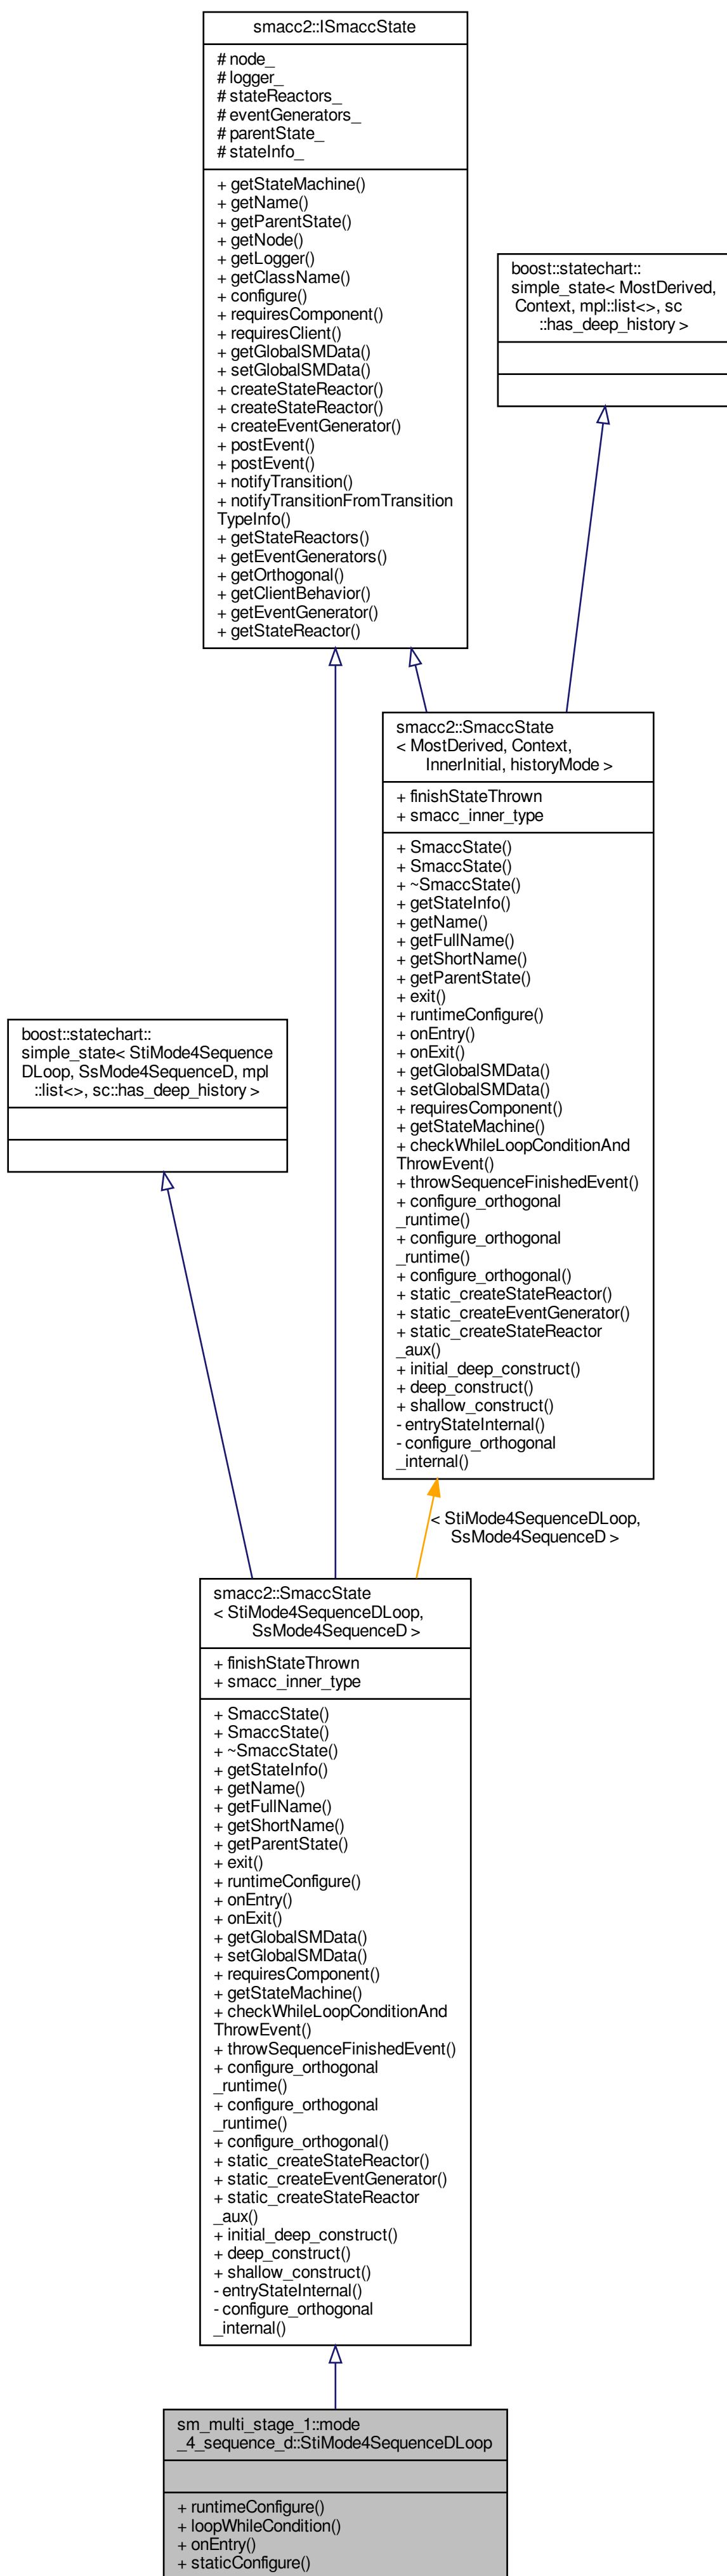 smacc2::ISmaccState
# node_
# logger_
# stateReactors_
# eventGenerators_
# parentState_
# stateInfo_
+ getStateMachine()
+ getName()
+ getParentState()
+ getNode()
+ getLogger()
+ getClassName()
+ configure()
+ requiresComponent()
+ requiresClient()
+ getGlobalSMData()
+ setGlobalSMData()
+ createStateReactor()
+ createStateReactor()
+ createEventGenerator()
+ postEvent()
+ postEvent()
+ notifyTransition()
+ notifyTransitionFromTransition
TypeInfo()
+ getStateReactors()
+ getEventGenerators()
+ getOrthogonal()
+ getClientBehavior()
+ getEventGenerator()
+ getStateReactor()
boost::statechart::
simple_state< MostDerived,
Context, mpl::list<>, sc
::has_deep_history >
smacc2::SmaccState
< MostDerived, Context,
InnerInitial, historyMode >
+ finishStateThrown
+ smacc_inner_type
+ SmaccState()
+ SmaccState()
+ ~SmaccState()
+ getStateInfo()
+ getName()
+ getFullName()
+ getShortName()
+ getParentState()
+ exit()
+ runtimeConfigure()
+ onEntry()
+ onExit()
+ getGlobalSMData()
+ setGlobalSMData()
+ requiresComponent()
+ getStateMachine()
+ checkWhileLoopConditionAnd
ThrowEvent()
+ throwSequenceFinishedEvent()
+ configure_orthogonal
_runtime()
+ configure_orthogonal
_runtime()
+ configure_orthogonal()
+ static_createStateReactor()
+ static_createEventGenerator()
+ static_createStateReactor
_aux()
+ initial_deep_construct()
+ deep_construct()
+ shallow_construct()
- entryStateInternal()
- configure_orthogonal
_internal()
boost::statechart::
simple_state< StiMode4Sequence
DLoop, SsMode4SequenceD, mpl
::list<>, sc::has_deep_history >
< StiMode4SequenceDLoop,
SsMode4SequenceD >
smacc2::SmaccState
< StiMode4SequenceDLoop,
SsMode4SequenceD >
+ finishStateThrown
+ smacc_inner_type
+ SmaccState()
+ SmaccState()
+ ~SmaccState()
+ getStateInfo()
+ getName()
+ getFullName()
+ getShortName()
+ getParentState()
+ exit()
+ runtimeConfigure()
+ onEntry()
+ onExit()
+ getGlobalSMData()
+ setGlobalSMData()
+ requiresComponent()
+ getStateMachine()
+ checkWhileLoopConditionAnd
ThrowEvent()
+ throwSequenceFinishedEvent()
+ configure_orthogonal
_runtime()
+ configure_orthogonal
_runtime()
+ configure_orthogonal()
+ static_createStateReactor()
+ static_createEventGenerator()
+ static_createStateReactor
_aux()
+ initial_deep_construct()
+ deep_construct()
+ shallow_construct()
- entryStateInternal()
- configure_orthogonal
_internal()
sm_multi_stage_1::mode
_4_sequence_d::StiMode4SequenceDLoop
+ runtimeConfigure()
+ loopWhileCondition()
+ onEntry()
+ staticConfigure()